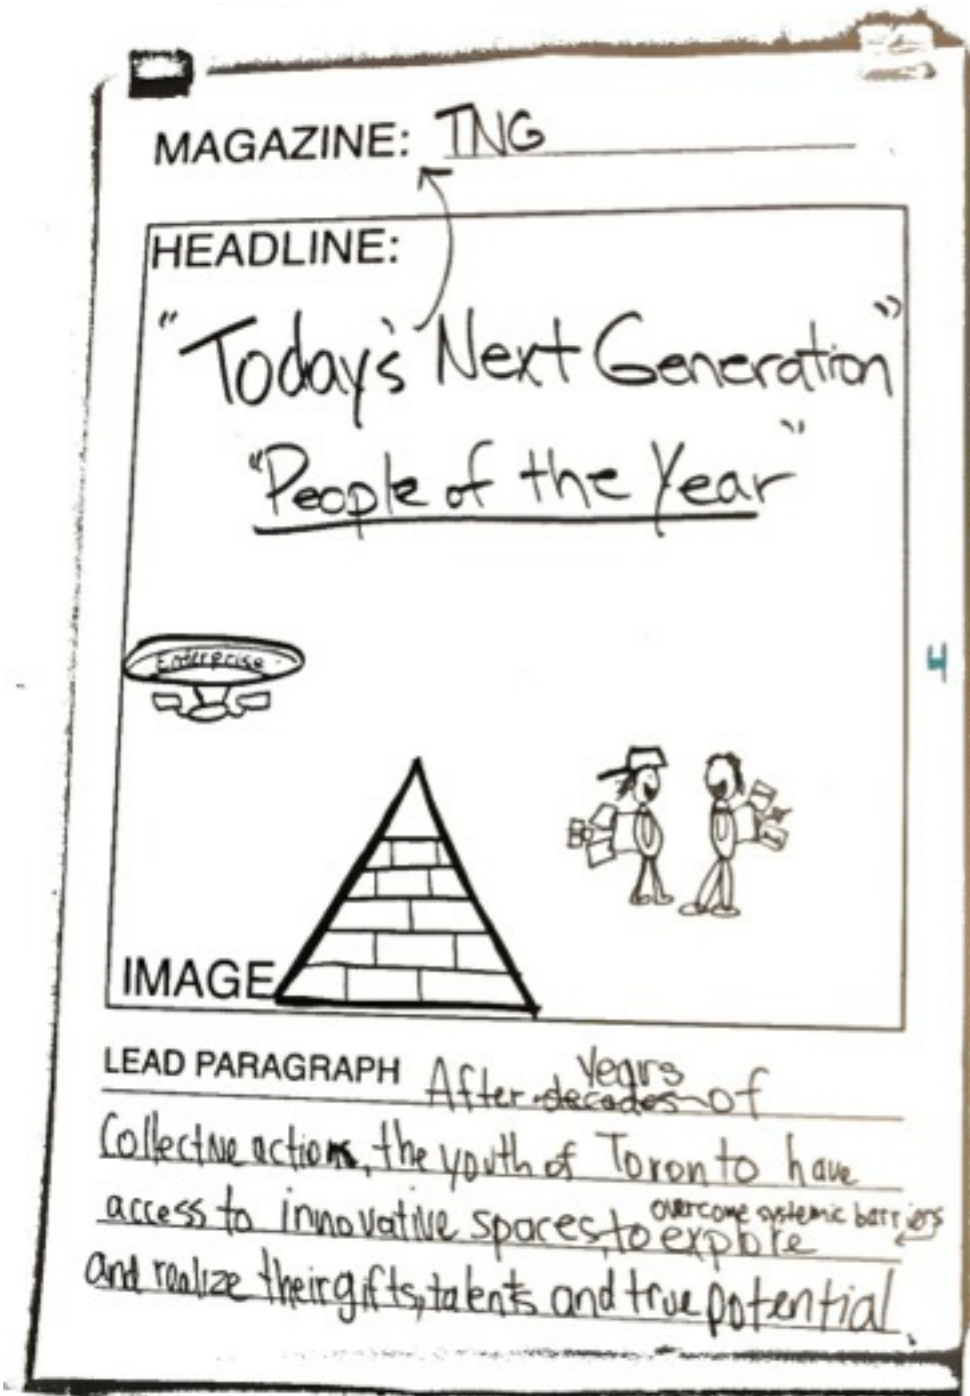 MAGAZINE: TNG
HEADLINE:
"Today's Next Generation"
"People of the Year"
Enterprise
IMAGE
LEAD PARAGRAPH After decades years of
Collective action, the youth of Toronto have
access to innovative spaces, to overcome systemic barriers explore
and realize their gifts, talents and true potential.